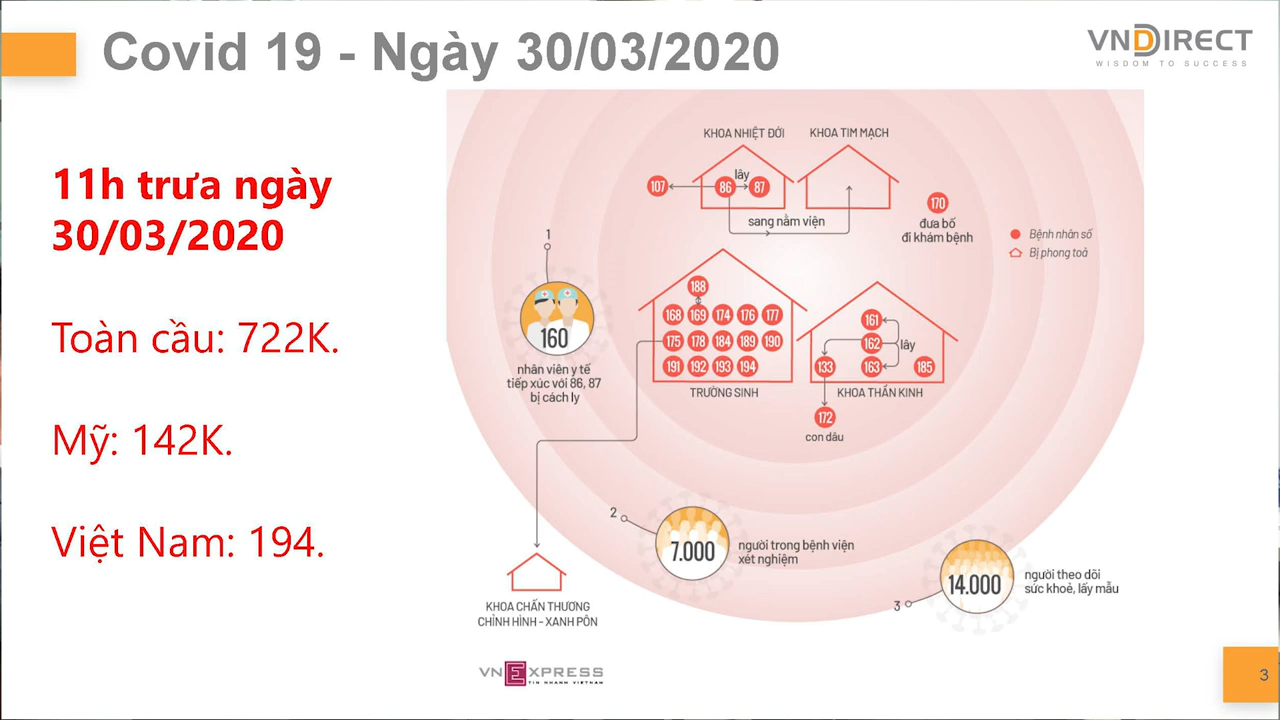 Covid 19 - Ngày 30/03/2020
VNDIRECT
WISDOM TO SUCCESS
11h trưa ngày
30/03/2020
Toàn cầu: 722K.
Mỹ: 142K.
Việt Nam: 194.
KHOA NHIỆT ĐỚI
KHOA TIM MẠCH
lây
107
86
87
sang nằm viện
170
đưa bố
đi khám bệnh
Bệnh nhân số
Bị phong toả
1
160
nhân viên y tế
tiếp xúc với 86, 87
bị cách ly
188
168 169 174 176 177
175 178 184 189 190
191 192 193 194
TRƯỜNG SINH
161
162
lây
133
163
185
KHOA THẦN KINH
172
con dâu
2
7.000
người trong bệnh viện
xét nghiệm
3
14.000
người theo dõi
sức khoẻ, lấy mẫu
KHOA CHẤN THƯƠNG
CHỈNH HÌNH - XANH PÔN
VNEXPRESS
TIN NHANH VIETNAM
3